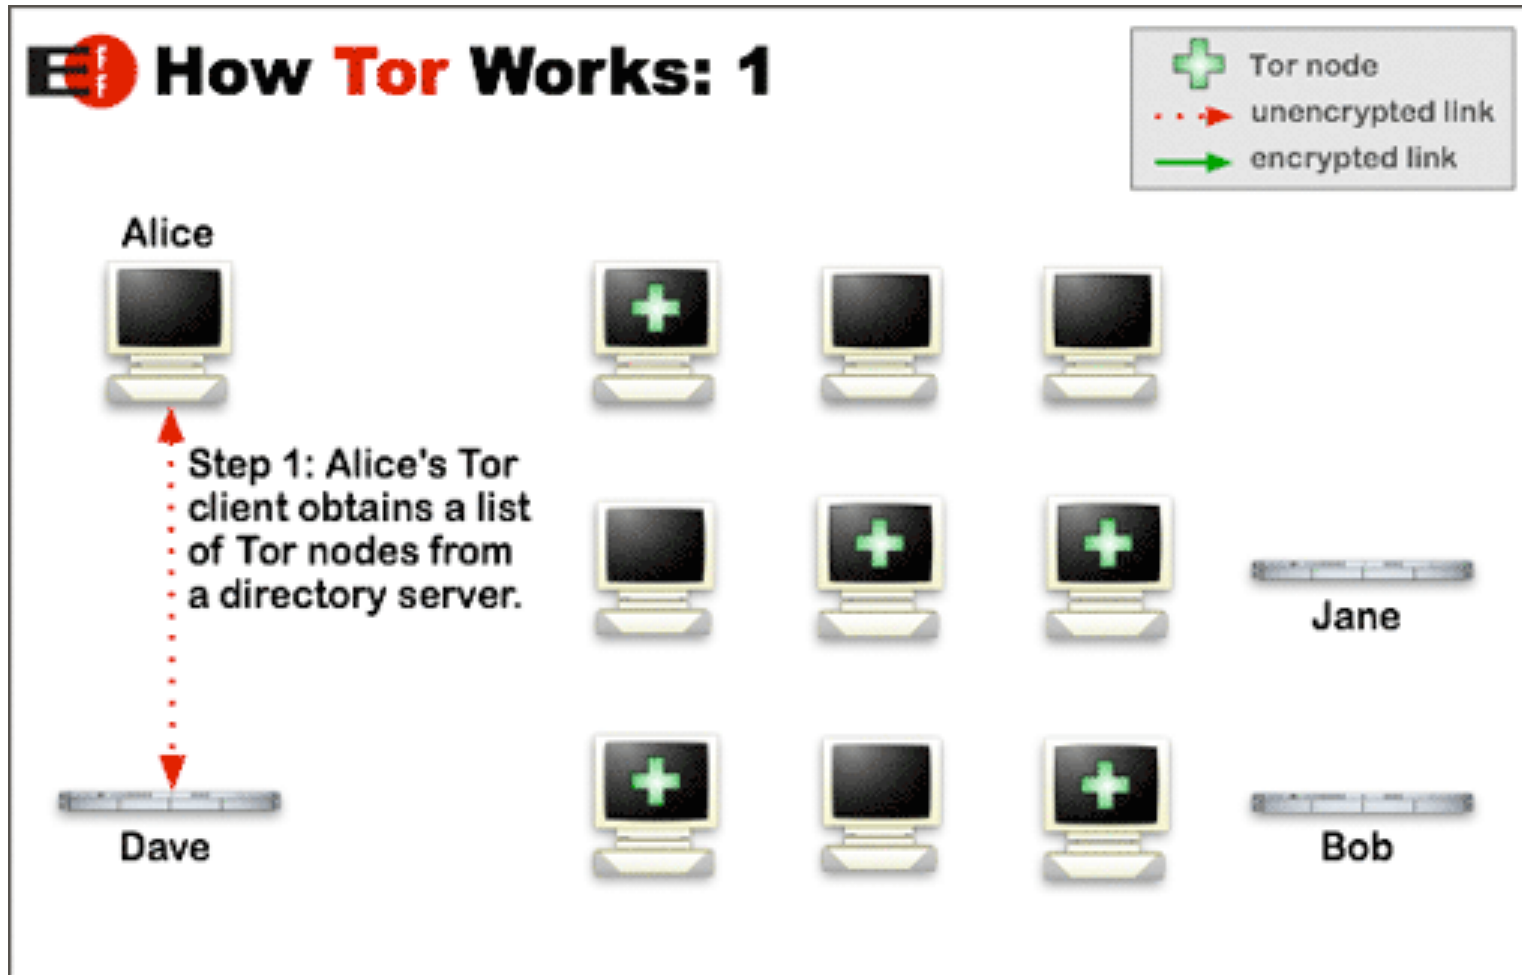 EFF How Tor Works: 1
Tor node
unencrypted link
encrypted link
Alice
Step 1: Alice's Tor
client obtains a list
of Tor nodes from
a directory server.
Jane
Dave
Bob